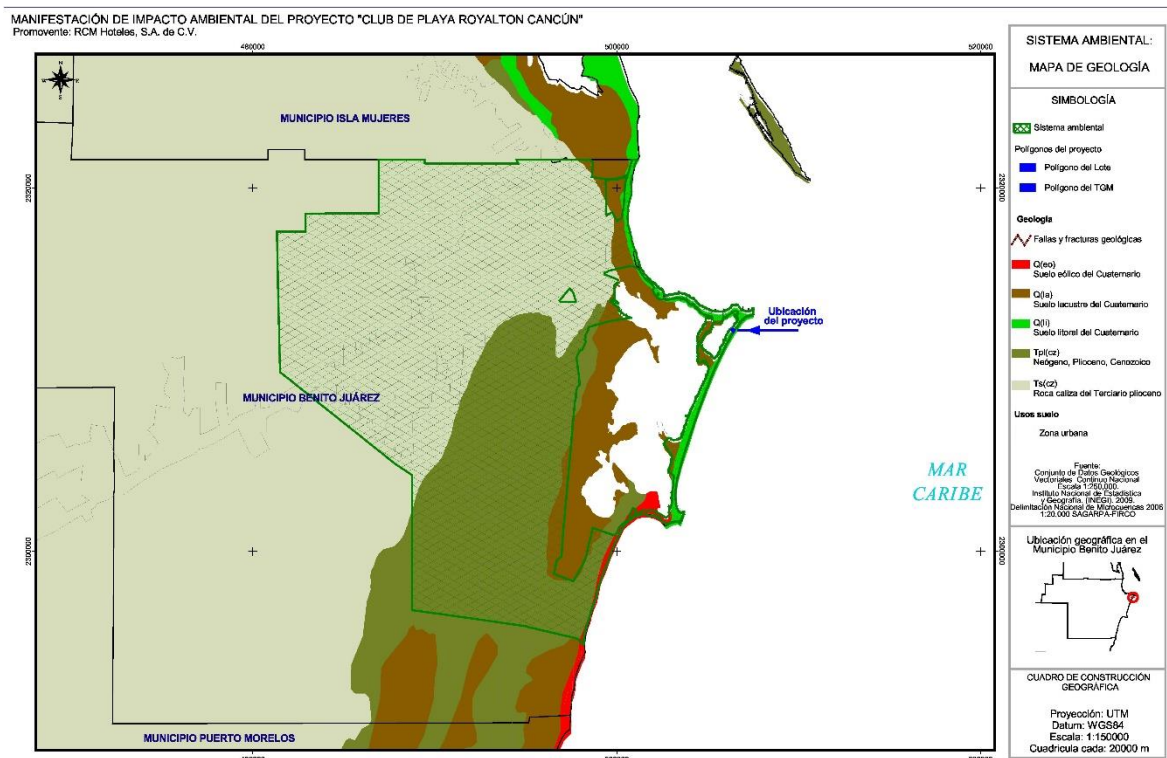 MANIFESTACIÓN DE IMPACTO AMBIENTAL DEL PROYECTO "CLUB DE PLAYA ROYALTON CANCÚN"
Promovente: RCM Hoteles, S.A. de C.V.
480000
500000
520000
MUNICIPIO ISLA MUJERES
2320000
2320000
Ubicación
del proyecto
MUNICIPIO BENITO JUÁREZ
MAR
CARIBE
2300000
2300000
MUNICIPIO PUERTO MORELOS
SISTEMA AMBIENTAL:
MAPA DE GEOLOGÍA
SIMBOLOGÍA
Sistema ambiental
Polígonos del proyecto
Polígono del Lote
Polígono del TGM
Geología
Fallas y fracturas geológicas
Q(eo)
Suelo eólico del Cuaternario
Q(la)
Suelo lacustre del Cuaternario
Q(li)
Suelo litoral del Cuaternario
Tpl(cz)
Neógeno, Plioceno, Cenozoico
Ts(cz)
Roca caliza del Terciario plioceno
Usos suelo
Zona urbana
Fuente:
Conjunto de Datos Geológicos
Vectoriales Continuo Nacional
Escala 1:250,000.
Instituto Nacional de Estadística
y Geografía. (INEGI). 2009.
Delimitación Nacional de Microcuencas 2006
1:20,000 SAGARPA-FIRCO
Ubicación geográfica en el
Municipio Benito Juárez
CUADRO DE CONSTRUCCIÓN
GEOGRÁFICA
Proyección: UTM
Datum: WGS84
Escala: 1:150000
Cuadricula cada: 20000 m